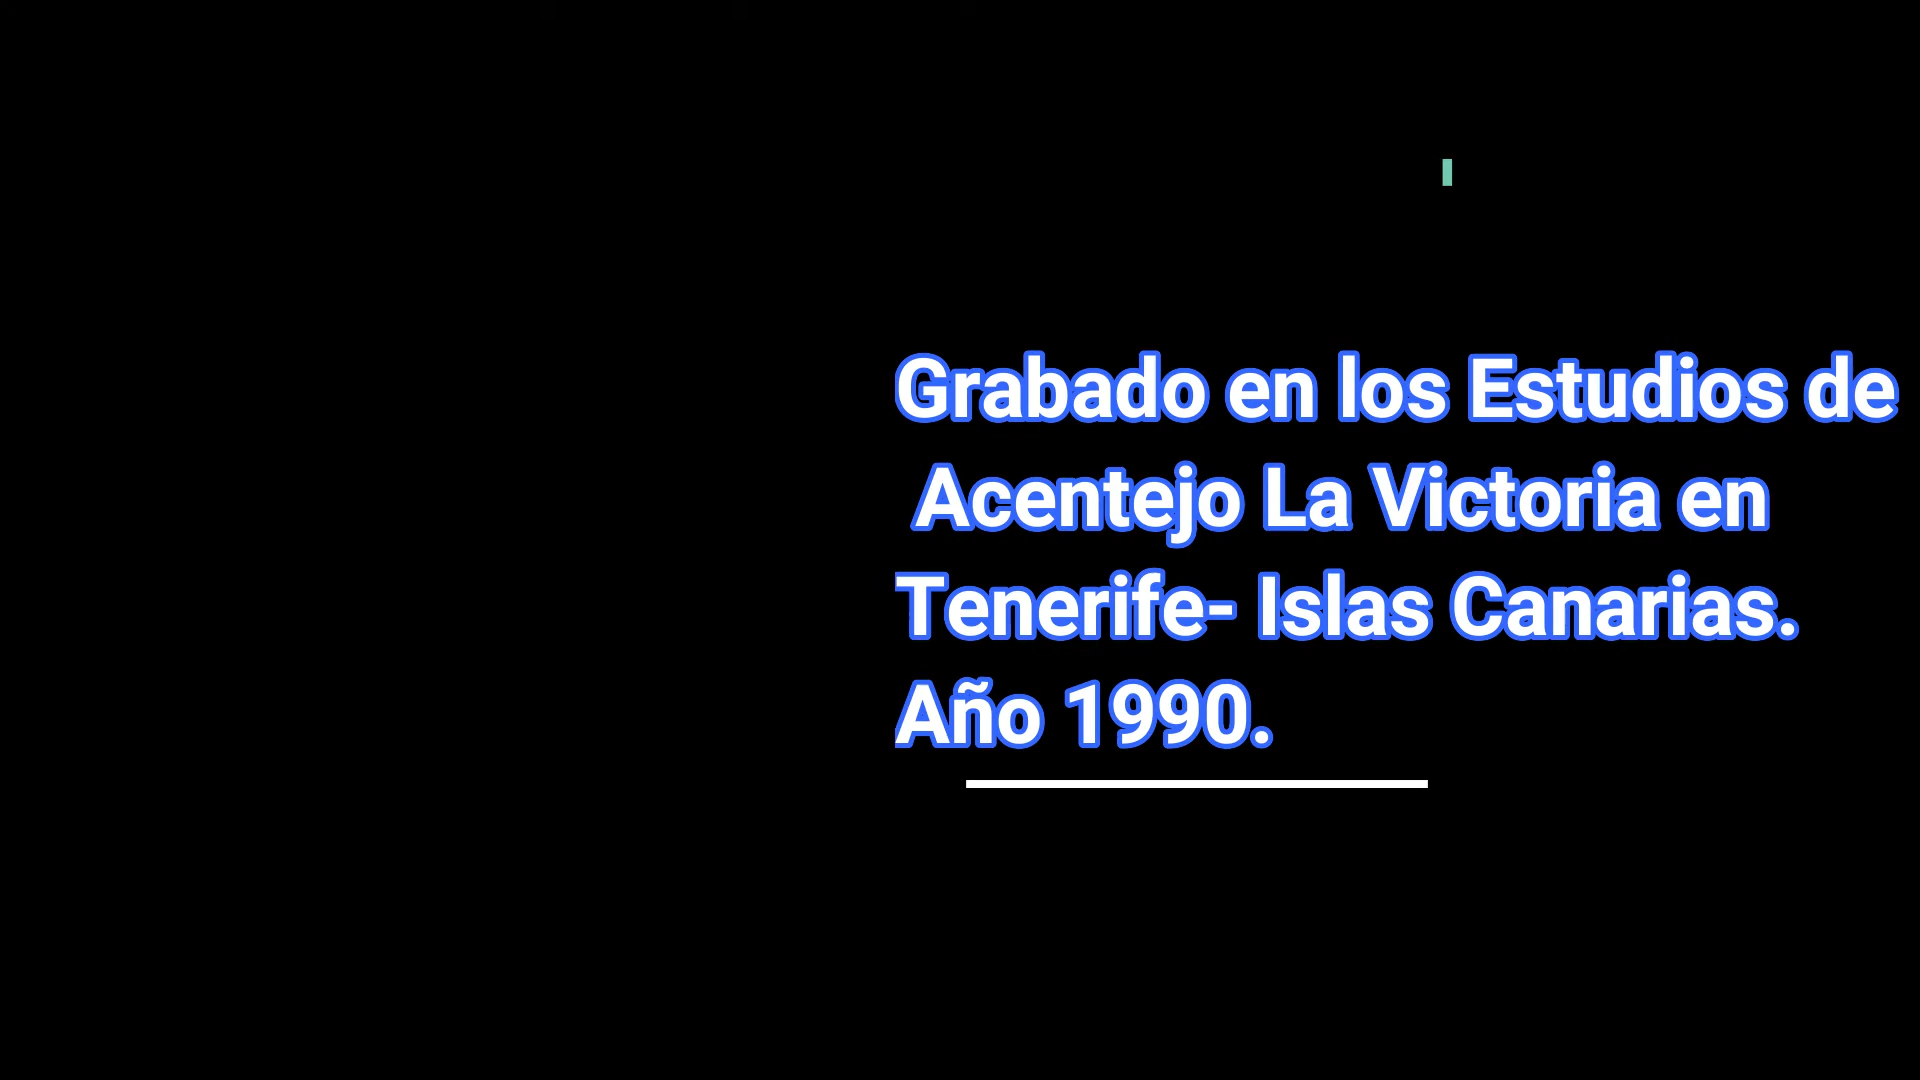 Grabado en los Estudios de
Acentejo La Victoria en
Tenerife- Islas Canarias.
Año 1990.